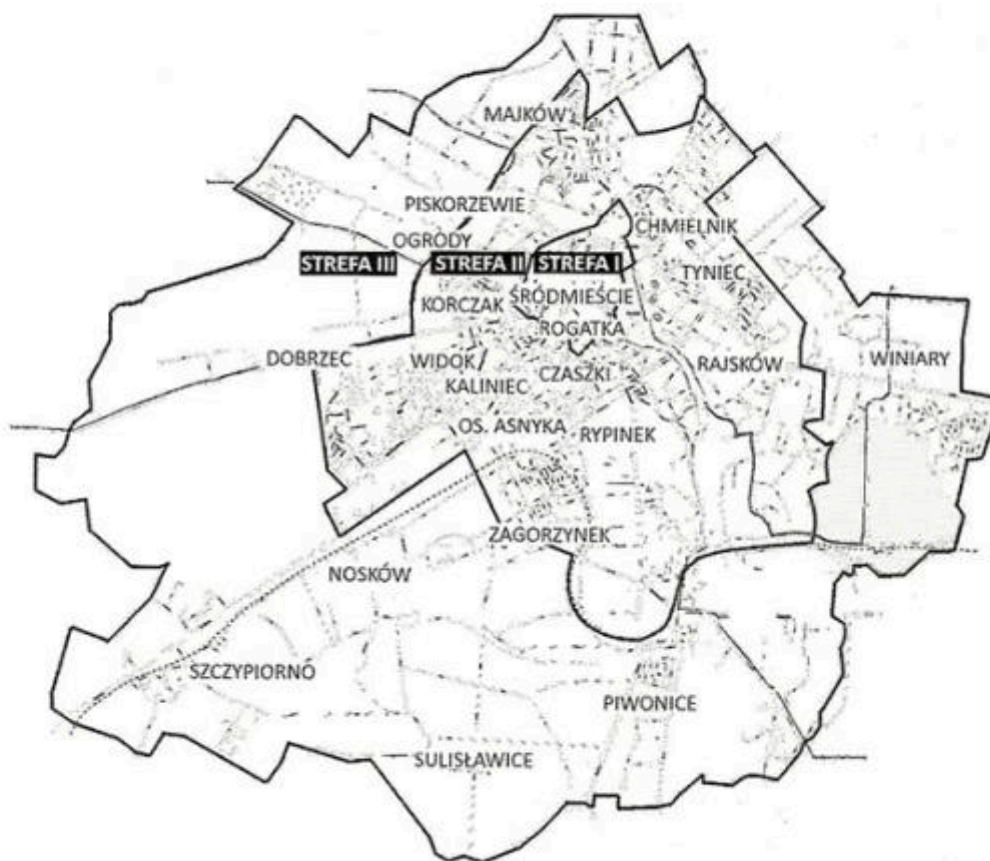 MAJKÓW
PISKORZEWIE
CHMIELNIK
OGRODY
STREFA III
STREFA II
STREFA I
TYNIEC
KORCZAK
ŚRÓDMIEŚCIE
ROGATKA
DOBRZEC
WIDOK/
KALINIEC
CZASZKI
RAJSKÓW
WINIARY
OS. ASNYKA
RYPINEK
ZAGORZYNEK
NOSKÓW
SZCZYPIORNO
PIWONICE
SULISŁAWICE